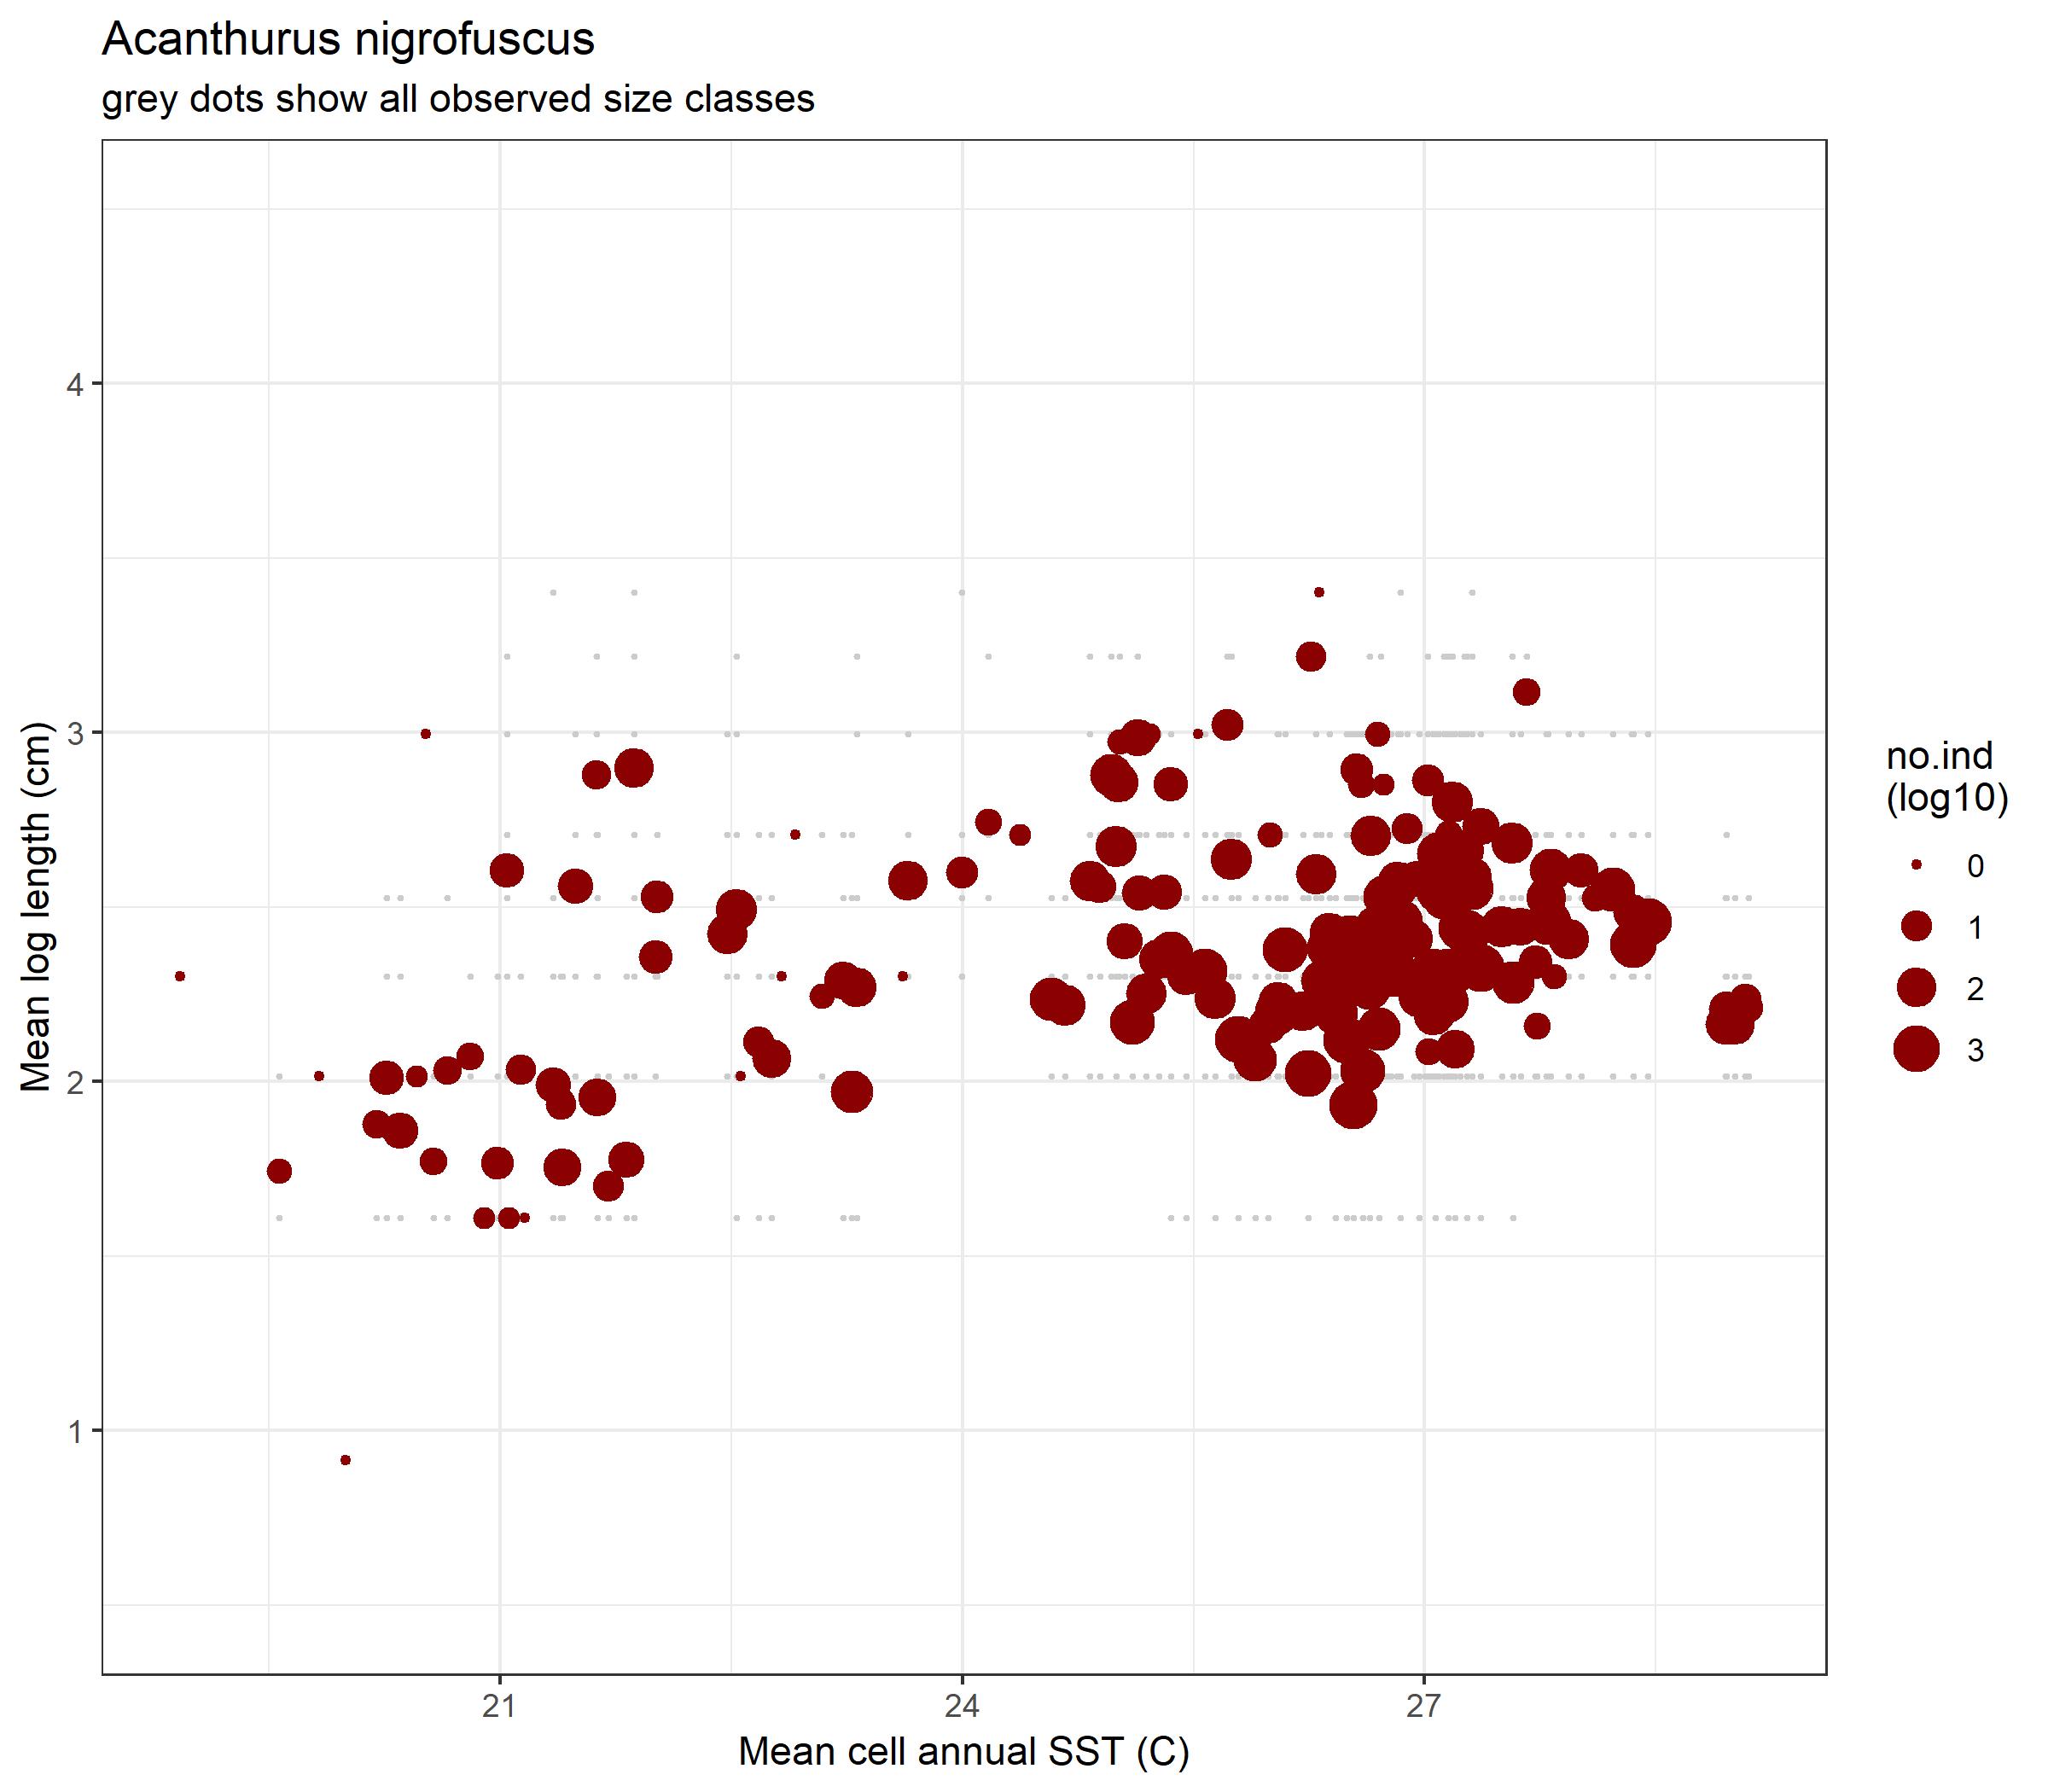 Acanthurus nigrofuscus
grey dots show all observed size classes
Mean log length (cm)
4
3
2
1
21
24
27
Mean cell annual SST (C)
no.ind
(log10)
0
1
2
3